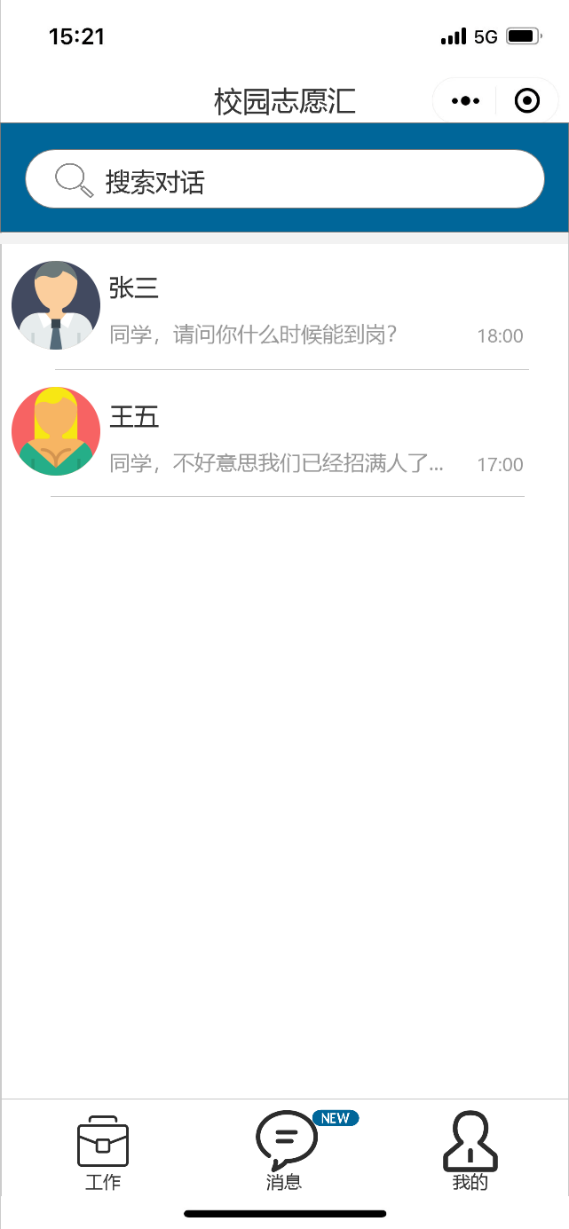 15:21
5G
校园志愿汇
搜索对话
张三
同学，请问你什么时候能到岗？
18:00
王五
同学，不好意思我们已经招满人了...
17:00
NEW
工作
消息
我的